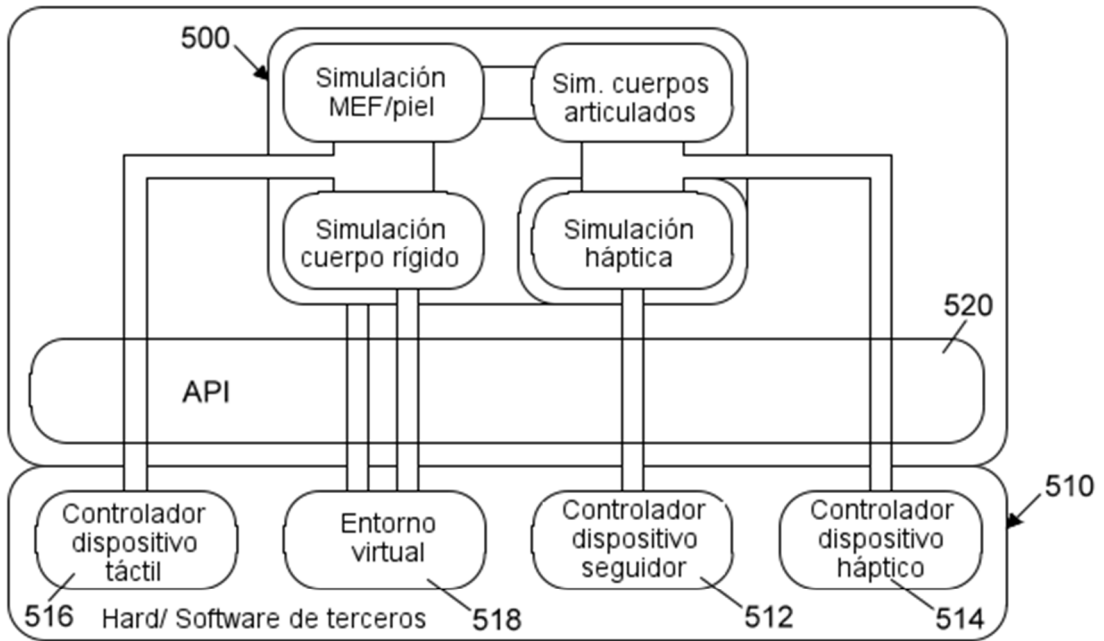 500
Simulación
MEF/piel
Sim. cuerpos
articulados
Simulación
cuerpo rígido
Simulación
háptica
520
API
510
Controlador
dispositivo
táctil
Entorno
virtual
Controlador
dispositivo
seguidor
Controlador
dispositivo
háptico
516
Hard/ Software de terceros
518
512
514